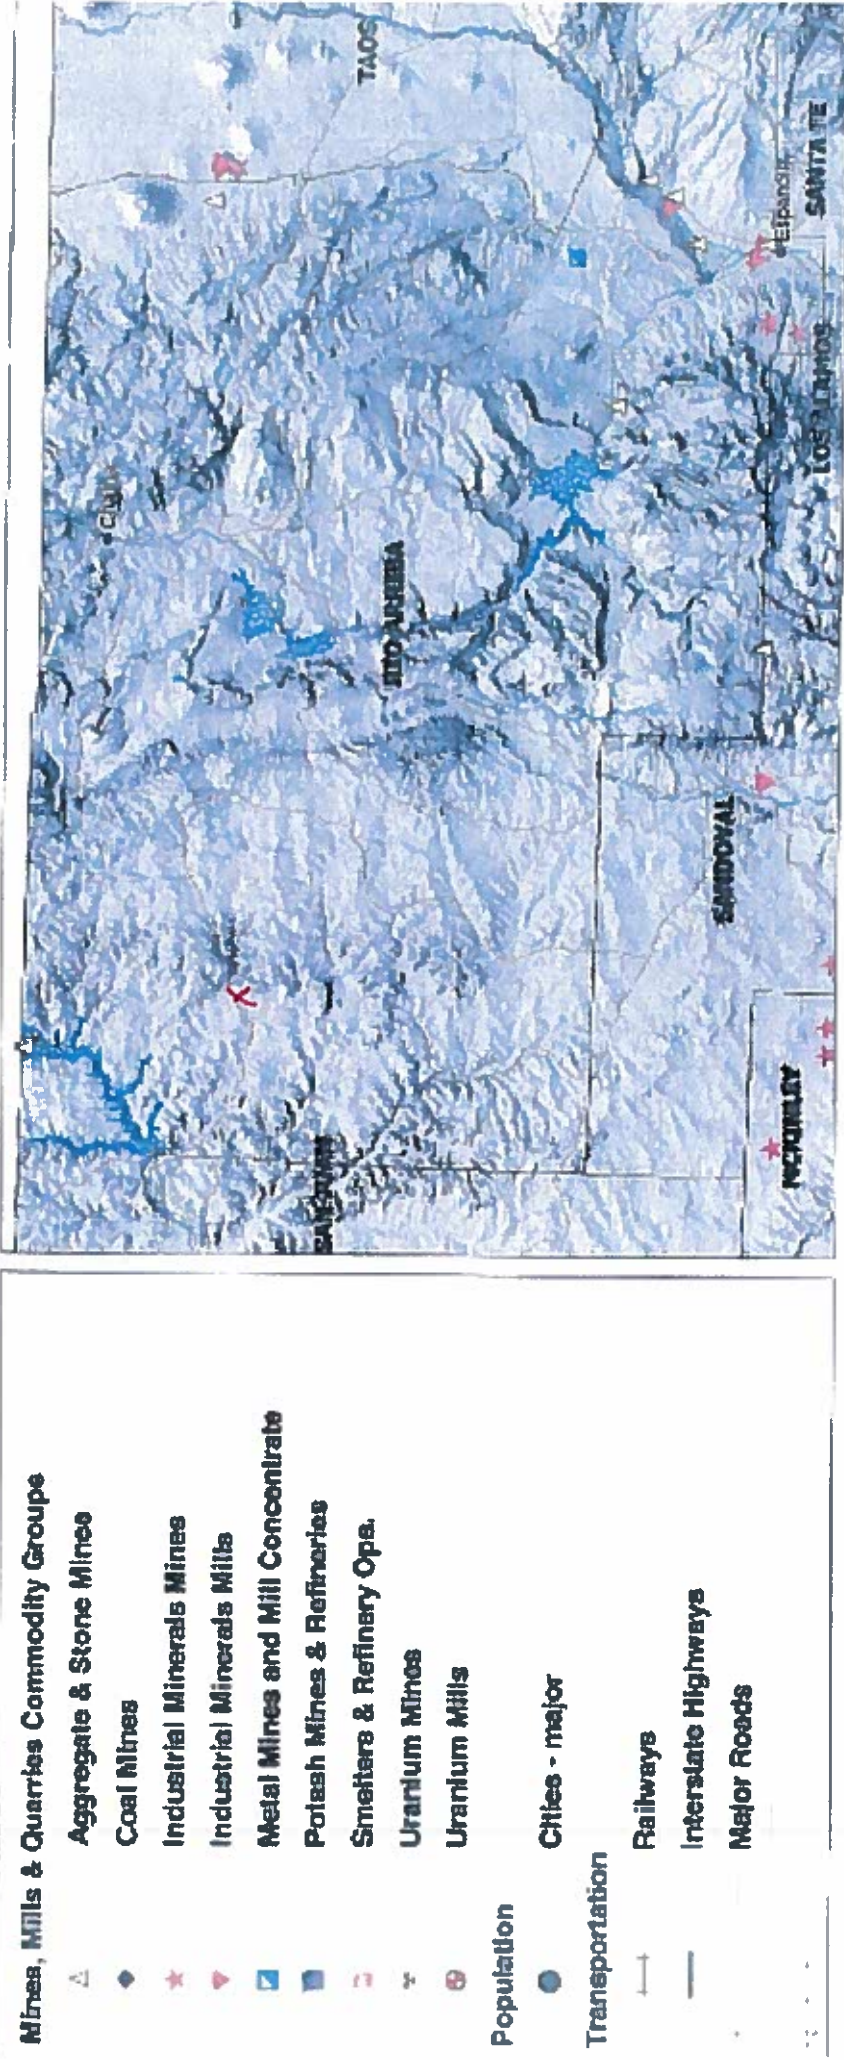 Mines, Mills & Quarries Commodity Groups
Aggregate & Stone Mines
Coal Mines
Industrial Minerals Mines
Industrial Minerals Mills
Metal Mines and Mill Concentrate
Potash Mines & Refineries
Smelters & Refinery Ops.
Uranium Mines
Uranium Mills
Population
Cities - major
Transportation
Railways
Interstate Highways
Major Roads
SAN JUAN
RIO ARRIBA
TAOS
SANDOVAL
MCKINLEY
LOS ALAMOS
SANTA FE